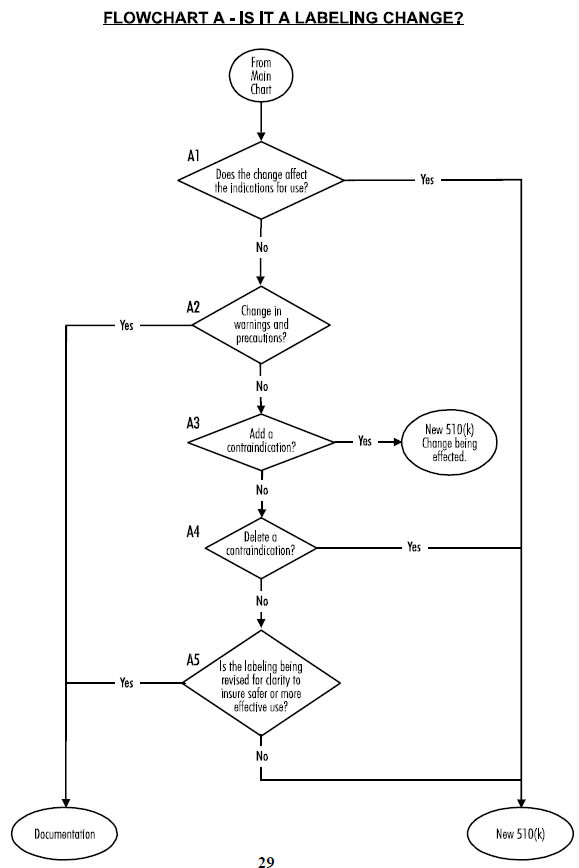 FLOWCHART A - IS IT A LABELING CHANGE?
From
Main
Chart
A1
Does the change affect
the indications for use?
Yes
No
A2
Change in
warnings and
precautions?
Yes
No
A3
Add a
contraindication?
Yes
New 510(k)
Change being
effected.
No
A4
Delete a
contraindication?
Yes
No
A5
Is the labeling being
revised for clarity to
insure safer or more
effective use?
Yes
No
Documentation
New 510(k)
29